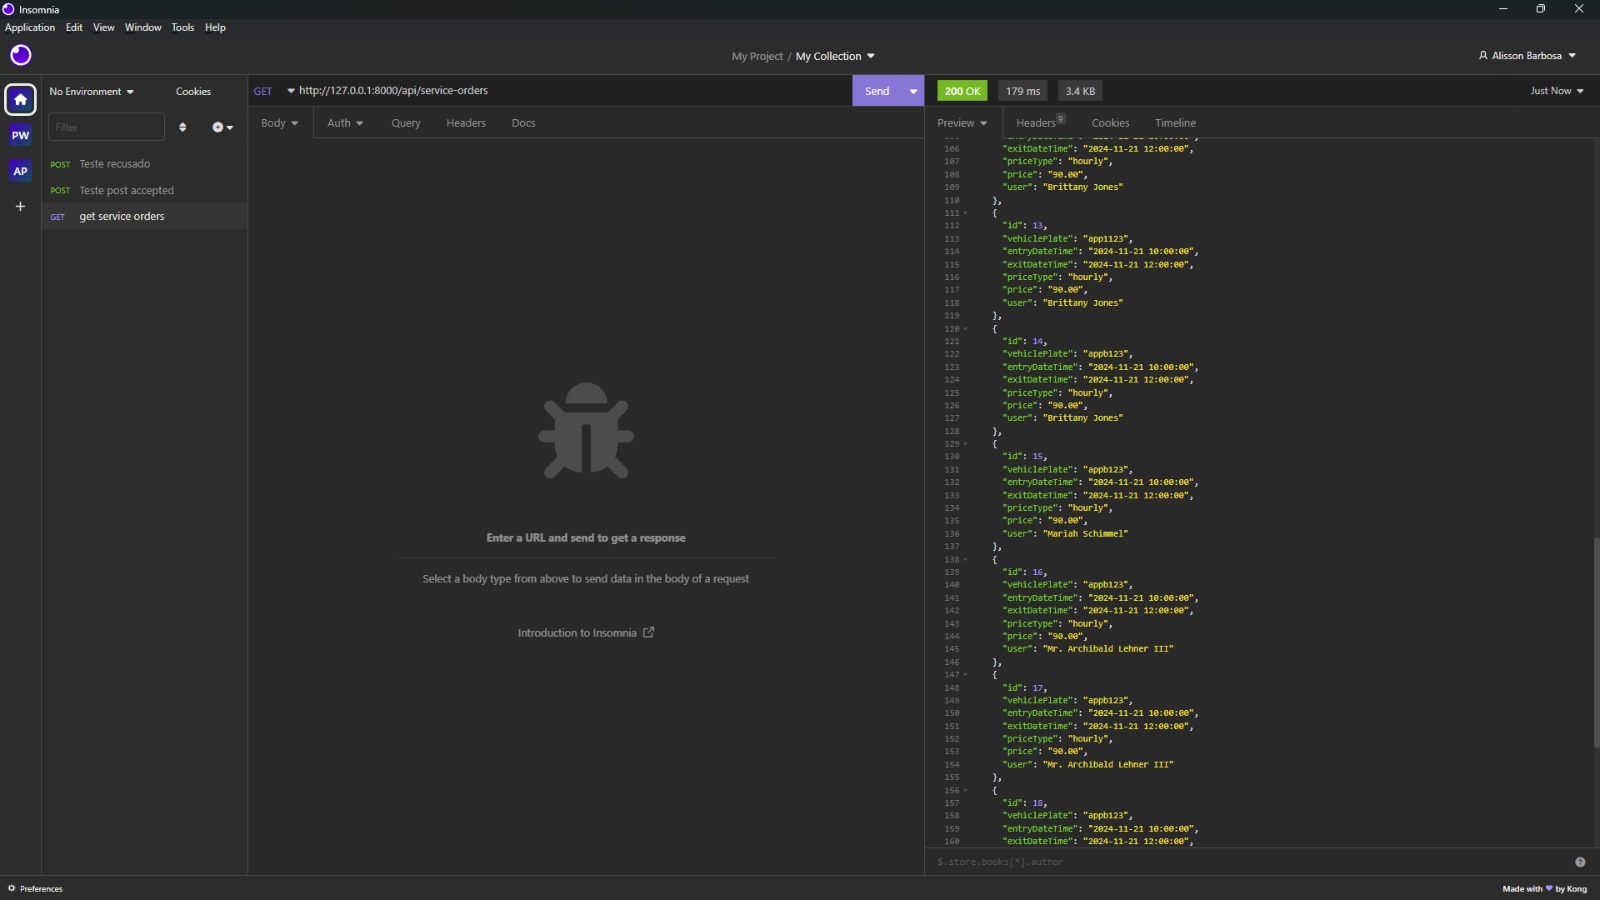 Insomnia
Application Edit View Window Tools Help
My Project / My Collection
Alisson Barbosa
No Environment Cookies
GET http://127.0.0.1:8000/api/service-orders Send
200 OK 179 ms 3.4 KB Just Now
Filter
Body Auth Query Headers Docs
Preview Headers 9 Cookies Timeline
PW
AP
POST Teste recusado
POST Teste post accepted
GET get service orders
Enter a URL and send to get a response
Select a body type from above to send data in the body of a request
Introduction to Insomnia
106 "exitDateTime": "2024-11-21 12:00:00",
107 "priceType": "hourly",
108 "price": "90.00",
109 "user": "Brittany Jones"
110 },
111 {
112 "id": 13,
113 "vehiclePlate": "app1123",
114 "entryDateTime": "2024-11-21 10:00:00",
115 "exitDateTime": "2024-11-21 12:00:00",
116 "priceType": "hourly",
117 "price": "90.00",
118 "user": "Brittany Jones"
119 },
120 {
121 "id": 14,
122 "vehiclePlate": "appb123",
123 "entryDateTime": "2024-11-21 10:00:00",
124 "exitDateTime": "2024-11-21 12:00:00",
125 "priceType": "hourly",
126 "price": "90.00",
127 "user": "Brittany Jones"
128 },
129 {
130 "id": 15,
131 "vehiclePlate": "appb123",
132 "entryDateTime": "2024-11-21 10:00:00",
133 "exitDateTime": "2024-11-21 12:00:00",
134 "priceType": "hourly",
135 "price": "90.00",
136 "user": "Mariah Schimmel"
137 },
138 {
139 "id": 16,
140 "vehiclePlate": "appb123",
141 "entryDateTime": "2024-11-21 10:00:00",
142 "exitDateTime": "2024-11-21 12:00:00",
143 "priceType": "hourly",
144 "price": "90.00",
145 "user": "Mr. Archibald Lehner III"
146 },
147 {
148 "id": 17,
149 "vehiclePlate": "appb123",
150 "entryDateTime": "2024-11-21 10:00:00",
151 "exitDateTime": "2024-11-21 12:00:00",
152 "priceType": "hourly",
153 "price": "90.00",
154 "user": "Mr. Archibald Lehner III"
155 },
156 {
157 "id": 18,
158 "vehiclePlate": "appb123",
159 "entryDateTime": "2024-11-21 10:00:00",
160 "exitDateTime": "2024-11-21 12:00:00",
$.store.books[*].author
Preferences
Made with ♥ by Kong